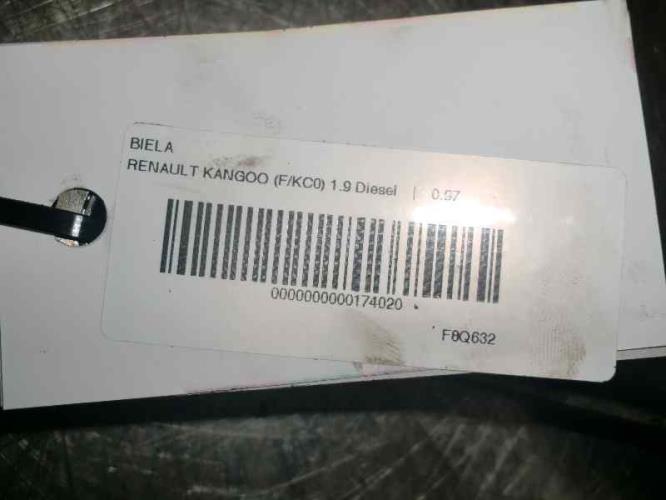 BIELA
RENAULT KANGOO (F/KC0) 1.9 Diesel | 0.97
0000000000174020
F8Q632